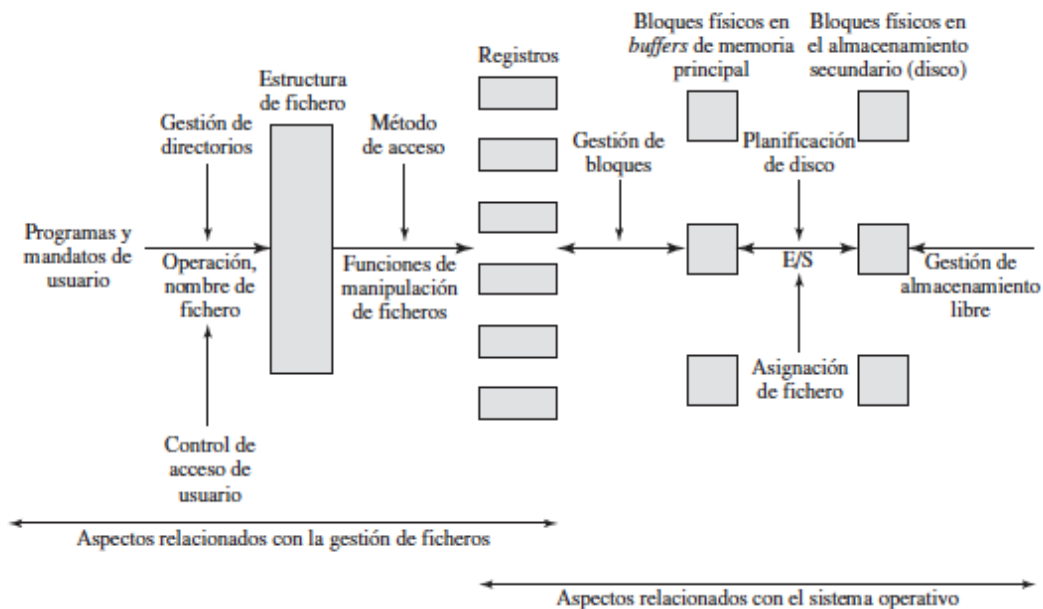 Bloques físicos en
buffers de memoria
principal
Bloques físicos en
el almacenamiento
secundario (disco)
Registros
Estructura
de fichero
Gestión de
directorios
Método
de acceso
Gestión de
bloques
Planificación
de disco
Programas y
mandatos de
usuario
Operación,
nombre de
fichero
Funciones de
manipulación
de ficheros
E/S
Gestión de
almacenamiento
libre
Asignación
de fichero
Control de
acceso de
usuario
Aspectos relacionados con la gestión de ficheros
Aspectos relacionados con el sistema operativo